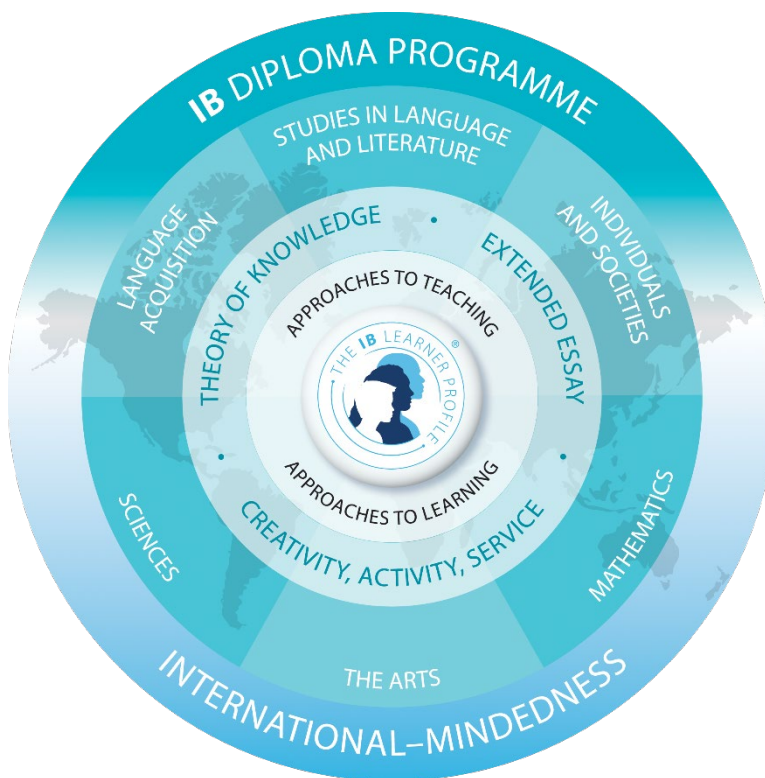 IB DIPLOMA PROGRAMME
STUDIES IN LANGUAGE
AND LITERATURE
LANGUAGE
ACQUISITION
INDIVIDUALS
AND SOCIETIES
THEORY OF KNOWLEDGE
•
EXTENDED ESSAY
APPROACHES TO TEACHING
THE IB LEARNER PROFILE ®
APPROACHES TO LEARNING
•
CREATIVITY, ACTIVITY, SERVICE
•
SCIENCES
MATHEMATICS
THE ARTS
INTERNATIONAL–MINDEDNESS